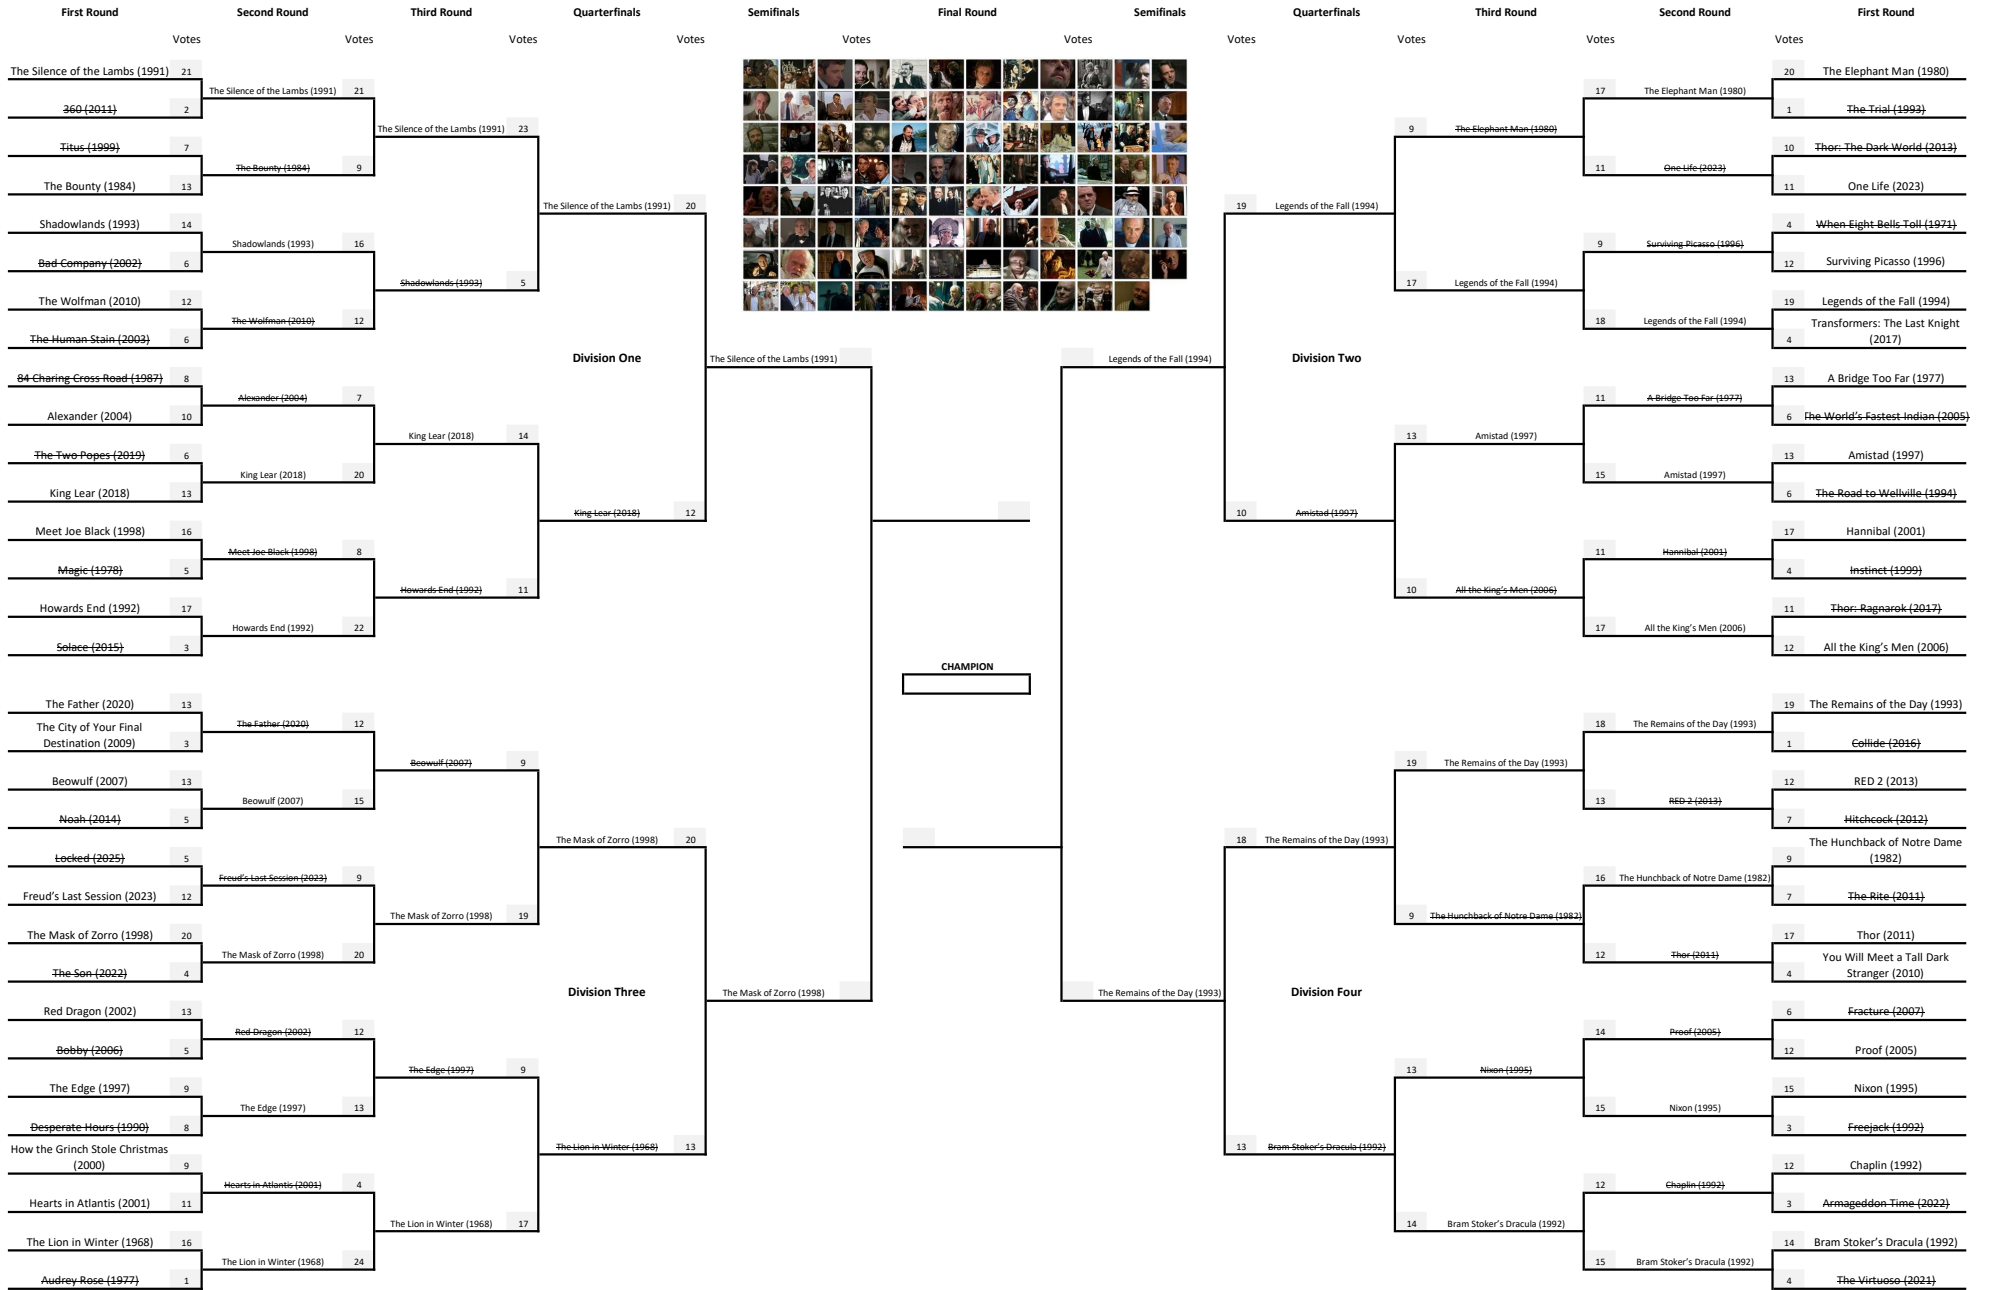 First Round
Second Round
Third Round
Quarterfinals
Semifinals
Final Round
Semifinals
Quarterfinals
Third Round
Second Round
First Round
Votes
Votes
Votes
Votes
Votes
Votes
Votes
Votes
Votes
Votes
The Silence of the Lambs (1991) 21
360 (2011) 2
Titus (1999) 7
The Bounty (1984) 13
Shadowlands (1993) 14
Bad Company (2002) 6
The Wolfman (2010) 12
The Human Stain (2003) 6
84 Charing Cross Road (1987) 8
Alexander (2004) 10
The Two Popes (2019) 6
King Lear (2018) 13
Meet Joe Black (1998) 16
Magic (1978) 5
Howards End (1992) 17
Solace (2015) 3
The Silence of the Lambs (1991) 21
The Bounty (1984) 9
Shadowlands (1993) 16
The Wolfman (2010) 12
Alexander (2004) 7
King Lear (2018) 20
Meet Joe Black (1998) 8
Howards End (1992) 22
The Silence of the Lambs (1991) 23
Shadowlands (1993) 5
King Lear (2018) 14
Howards End (1992) 11
The Silence of the Lambs (1991) 20
King Lear (2018) 12
Division One
The Silence of the Lambs (1991)
The Father (2020) 13
The City of Your Final
Destination (2009) 3
Beowulf (2007) 13
Noah (2014) 5
Locked (2025) 5
Freud's Last Session (2023) 12
The Mask of Zorro (1998) 20
The Son (2022) 4
Red Dragon (2002) 13
Bobby (2006) 5
The Edge (1997) 9
Desperate Hours (1990) 8
How the Grinch Stole Christmas
(2000) 9
Hearts in Atlantis (2001) 11
The Lion in Winter (1968) 16
Audrey Rose (1977) 1
The Father (2020) 12
Beowulf (2007) 15
Freud's Last Session (2023) 9
The Mask of Zorro (1998) 20
Red Dragon (2002) 12
The Edge (1997) 13
Hearts in Atlantis (2001) 4
The Lion in Winter (1968) 24
Beowulf (2007) 9
The Mask of Zorro (1998) 19
The Edge (1997) 9
The Lion in Winter (1968) 17
The Mask of Zorro (1998) 20
The Lion in Winter (1968) 13
Division Three
The Mask of Zorro (1998)
CHAMPION
Legends of the Fall (1994)
Division Two
19 Legends of the Fall (1994)
10 Amistad (1997)
9 The Elephant Man (1980)
17 Legends of the Fall (1994)
13 Amistad (1997)
10 All the King's Men (2006)
17 The Elephant Man (1980)
11 One Life (2023)
9 Surviving Picasso (1996)
18 Legends of the Fall (1994)
11 A Bridge Too Far (1977)
15 Amistad (1997)
11 Hannibal (2001)
17 All the King's Men (2006)
20 The Elephant Man (1980)
1 The Trial (1993)
10 Thor: The Dark World (2013)
11 One Life (2023)
4 When Eight Bells Toll (1971)
12 Surviving Picasso (1996)
19 Legends of the Fall (1994)
Transformers: The Last Knight
4 (2017)
13 A Bridge Too Far (1977)
6 The World's Fastest Indian (2005)
13 Amistad (1997)
6 The Road to Wellville (1994)
17 Hannibal (2001)
4 Instinct (1999)
11 Thor: Ragnarok (2017)
12 All the King's Men (2006)
The Remains of the Day (1993)
Division Four
18 The Remains of the Day (1993)
13 Bram Stoker's Dracula (1992)
19 The Remains of the Day (1993)
9 The Hunchback of Notre Dame (1982)
13 Nixon (1995)
14 Bram Stoker's Dracula (1992)
18 The Remains of the Day (1993)
13 RED 2 (2013)
16 The Hunchback of Notre Dame (1982)
12 Thor (2011)
14 Proof (2005)
15 Nixon (1995)
12 Chaplin (1992)
15 Bram Stoker's Dracula (1992)
19 The Remains of the Day (1993)
1 Collide (2016)
12 RED 2 (2013)
7 Hitchcock (2012)
The Hunchback of Notre Dame
9 (1982)
7 The Rite (2011)
17 Thor (2011)
You Will Meet a Tall Dark
4 Stranger (2010)
6 Fracture (2007)
12 Proof (2005)
15 Nixon (1995)
3 Freejack (1992)
12 Chaplin (1992)
3 Armageddon Time (2022)
14 Bram Stoker's Dracula (1992)
4 The Virtuoso (2021)